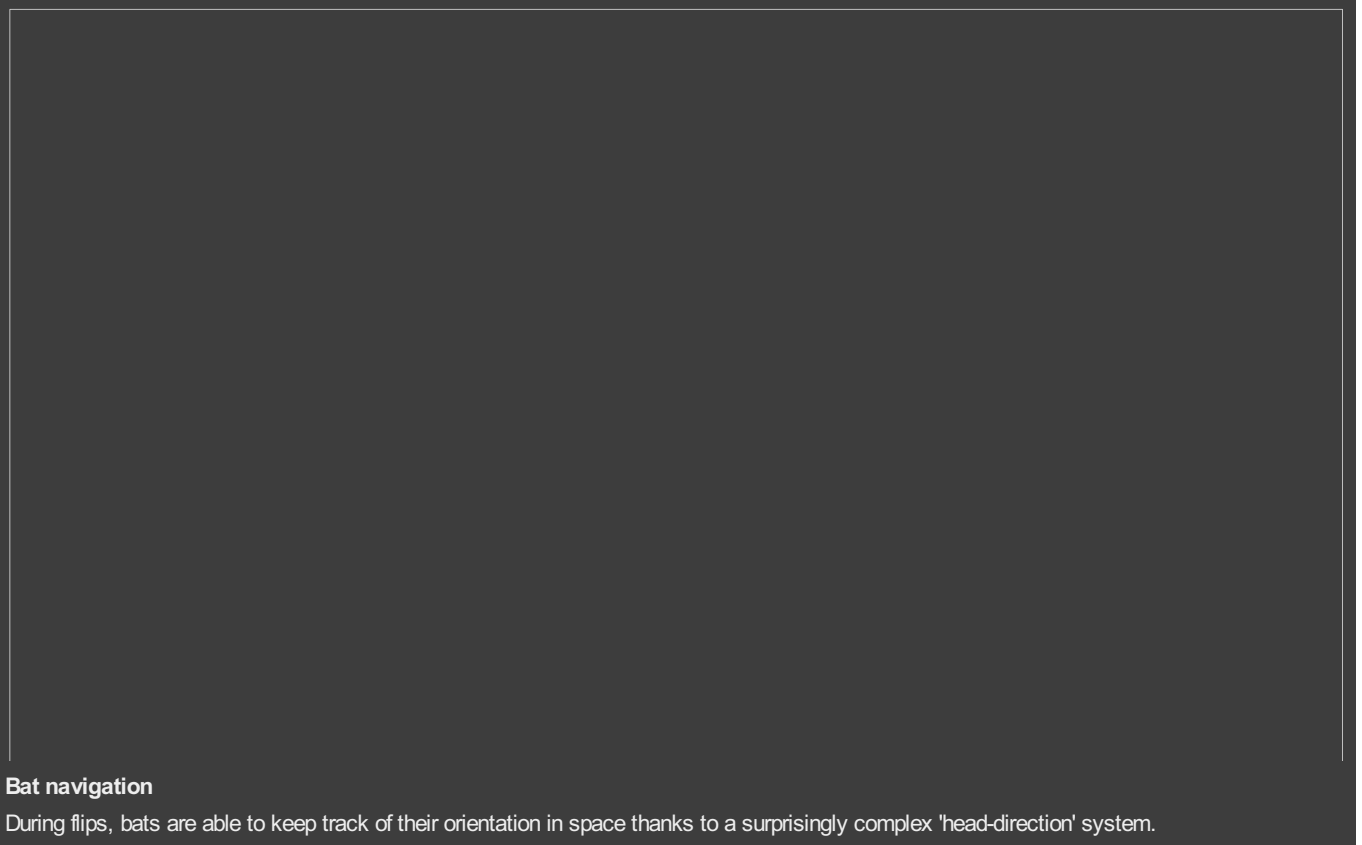 Bat navigation
During flips, bats are able to keep track of their orientation in space thanks to a surprisingly complex 'head-direction' system.